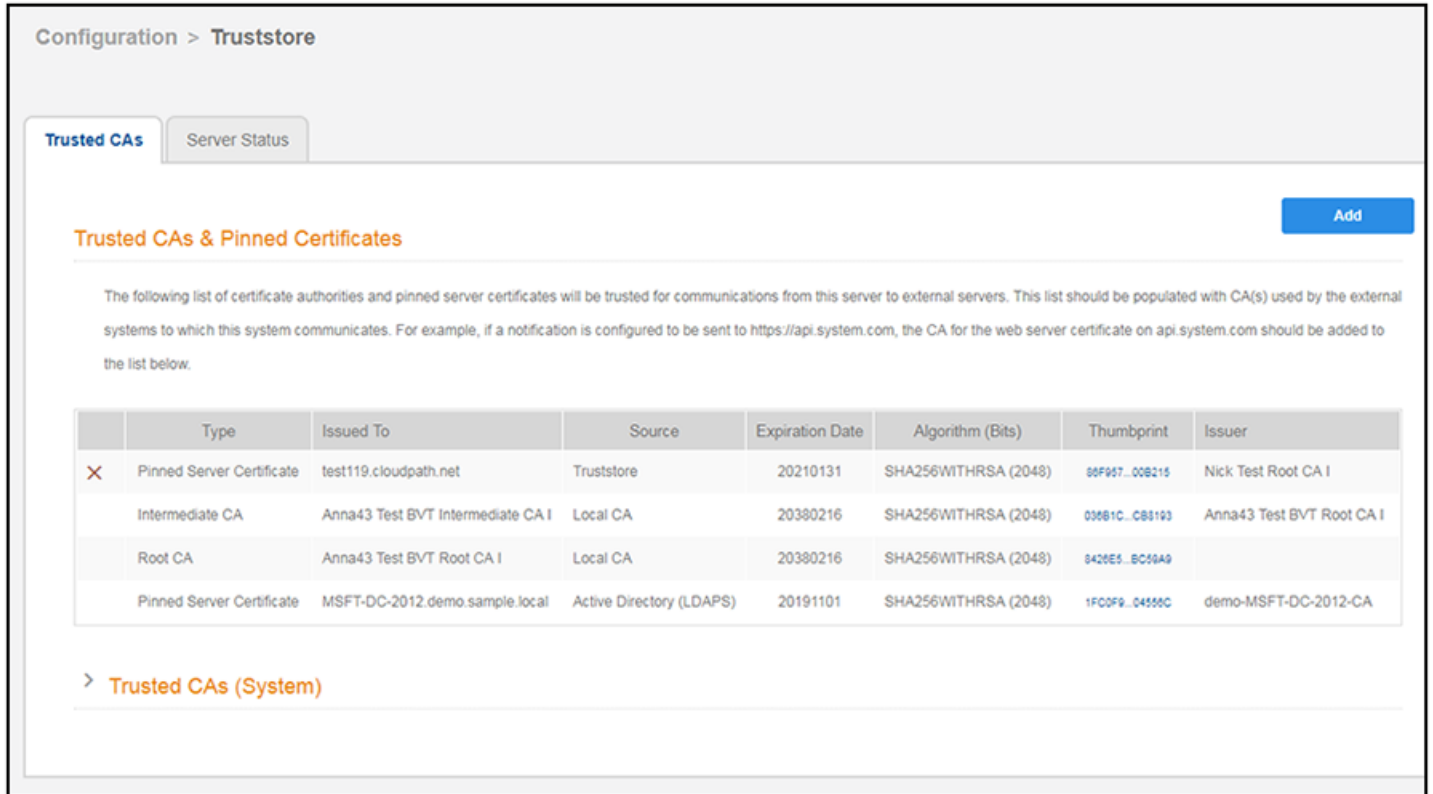 Configuration > Truststore
Trusted CAs
Server Status
Add
Trusted CAs & Pinned Certificates
The following list of certificate authorities and pinned server certificates will be trusted for communications from this server to external servers. This list should be populated with CA(s) used by the external
systems to which this system communicates. For example, if a notification is configured to be sent to https://api.system.com, the CA for the web server certificate on api.system.com should be added to
the list below.
Type Issued To Source Expiration Date Algorithm (Bits) Thumbprint Issuer
Pinned Server Certificate test119.cloudpath.net Truststore 20210131 SHA256WITHRSA (2048) Nick Test Root CA I
Intermediate CA Anna43 Test BVT Intermediate CA I Local CA 20380216 SHA256WITHRSA (2048) Anna43 Test BVT Root CA I
Root CA Anna43 Test BVT Root CA I Local CA 20380216 SHA256WITHRSA (2048)
Pinned Server Certificate MSFT-DC-2012.demo.sample.local Active Directory (LDAPS) 20191101 SHA256WITHRSA (2048) demo-MSFT-DC-2012-CA
Trusted CAs (System)